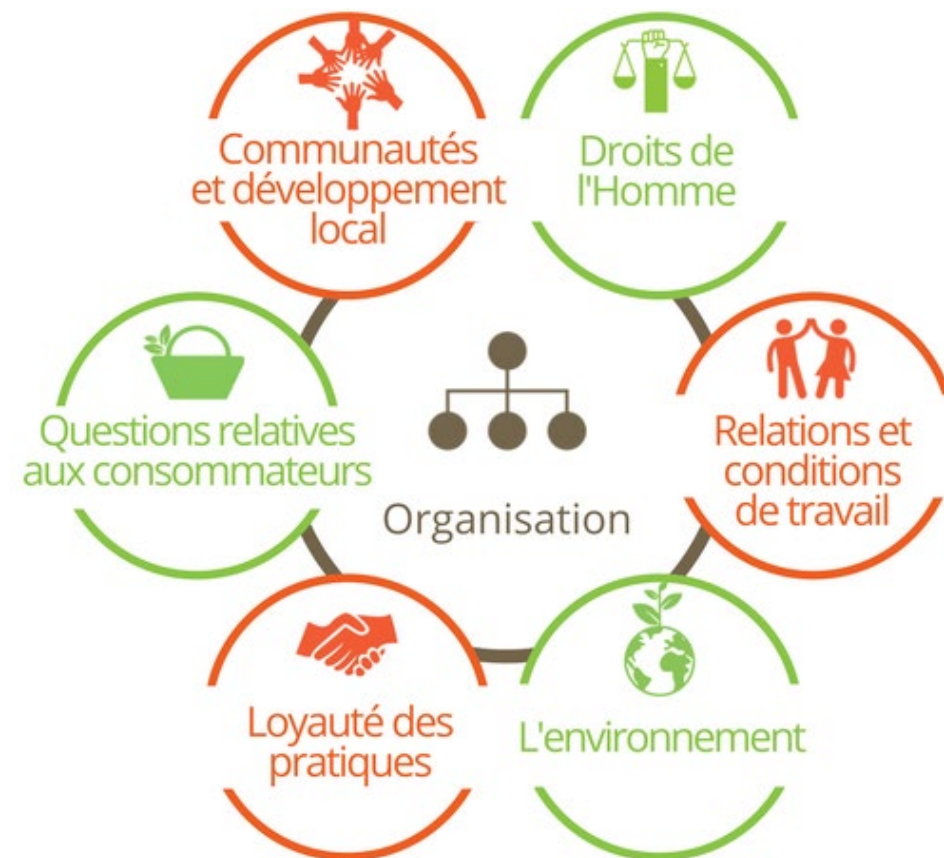 Communautés
et développement
local
Droits de
l'Homme
Questions relatives
aux consommateurs
Relations et
conditions
de travail
Organisation
Loyauté des
pratiques
L'environnement